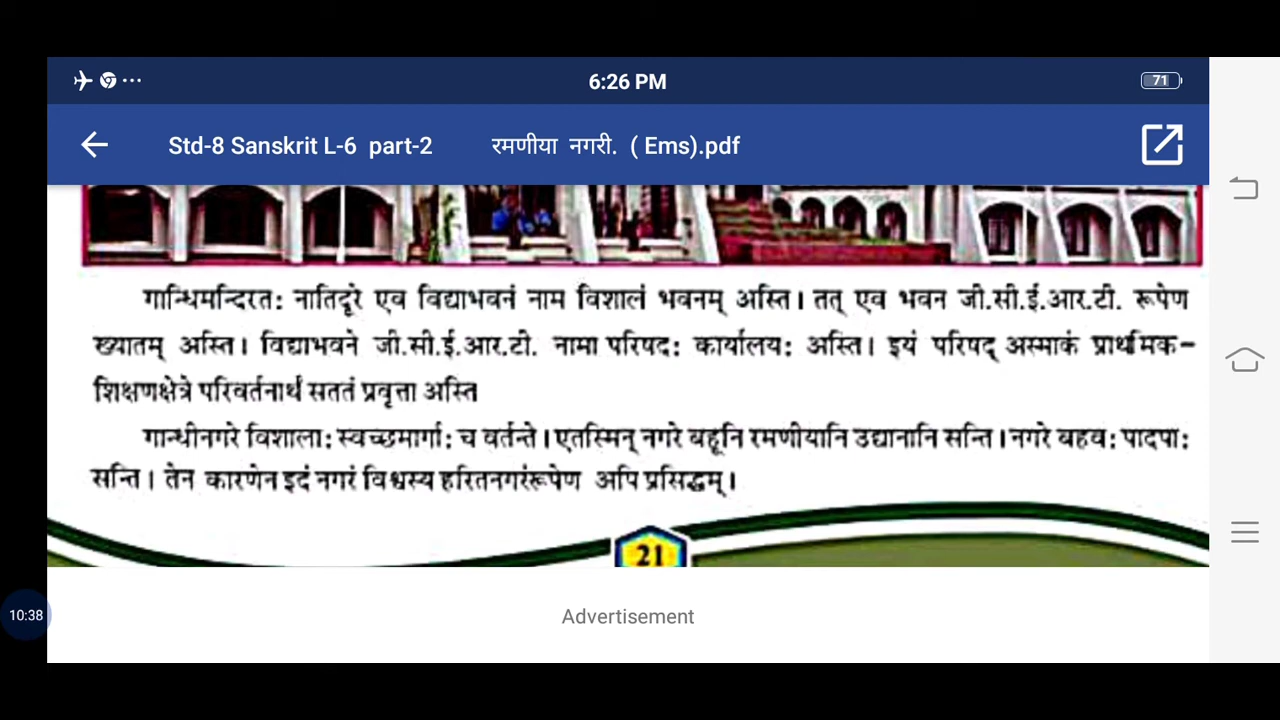 6:26 PM
71
Std-8 Sanskrit L-6 part-2 रमणीया नगरी. ( Ems).pdf
गान्धिमन्दिरत: नातिदूरे एव विद्याभवनं नाम विशालं भवनम् अस्ति। तत् एव भवन जी.सी.ई.आर.टी. रूपेण
ख्यातम् अस्ति। विद्याभवने जी.सी.ई.आर.टी. नामा परिषद: कार्यालय: अस्ति। इयं परिषद् अस्माकं प्राथमिक-
शिक्षणक्षेत्रे परिवर्तनार्थं सततं प्रवृत्ता अस्ति
गान्धीनगरे विशाला: स्वच्छमार्गा: च वर्तन्ते। एतस्मिन् नगरे बहूनि रमणीयानि उद्यानानि सन्ति। नगरे बहव: पादपा:
सन्ति। तेन कारणेन इदं नगरं विश्वस्य हरितनगरंरूपेण अपि प्रसिद्धम्।
21
10:38
Advertisement